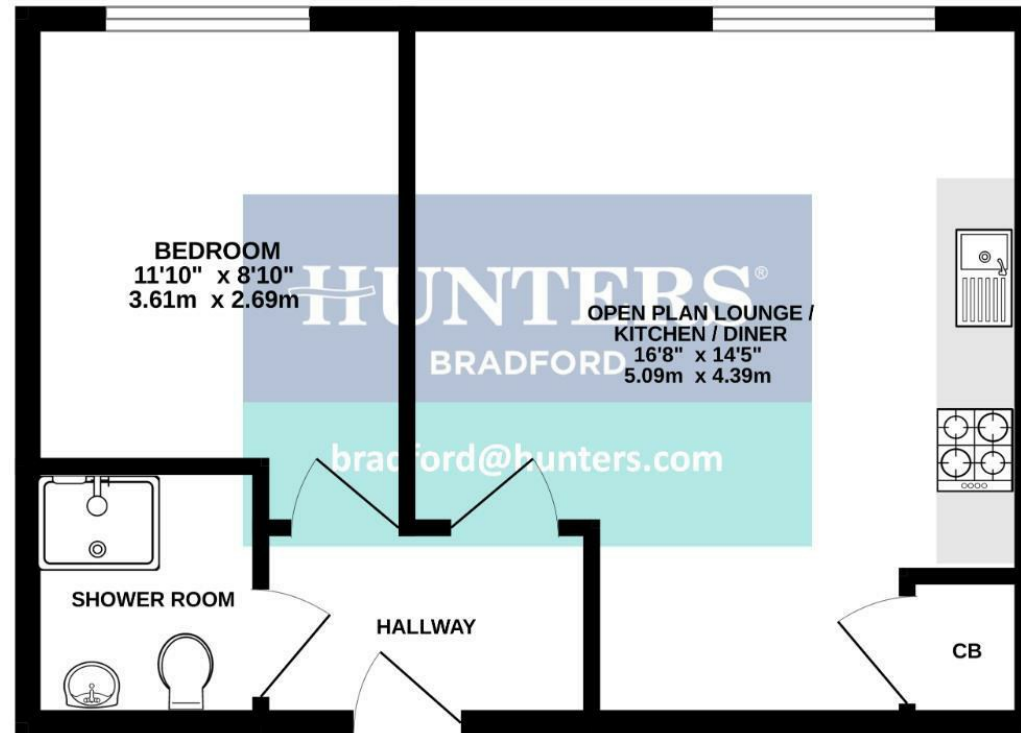 BEDROOM
11'10" x 8'10"
3.61m x 2.69m
HUNTERS®
BRADFORD
bradford@hunters.com
OPEN PLAN LOUNGE /
KITCHEN / DINER
16'8" x 14'5"
5.09m x 4.39m
SHOWER ROOM
HALLWAY
CB